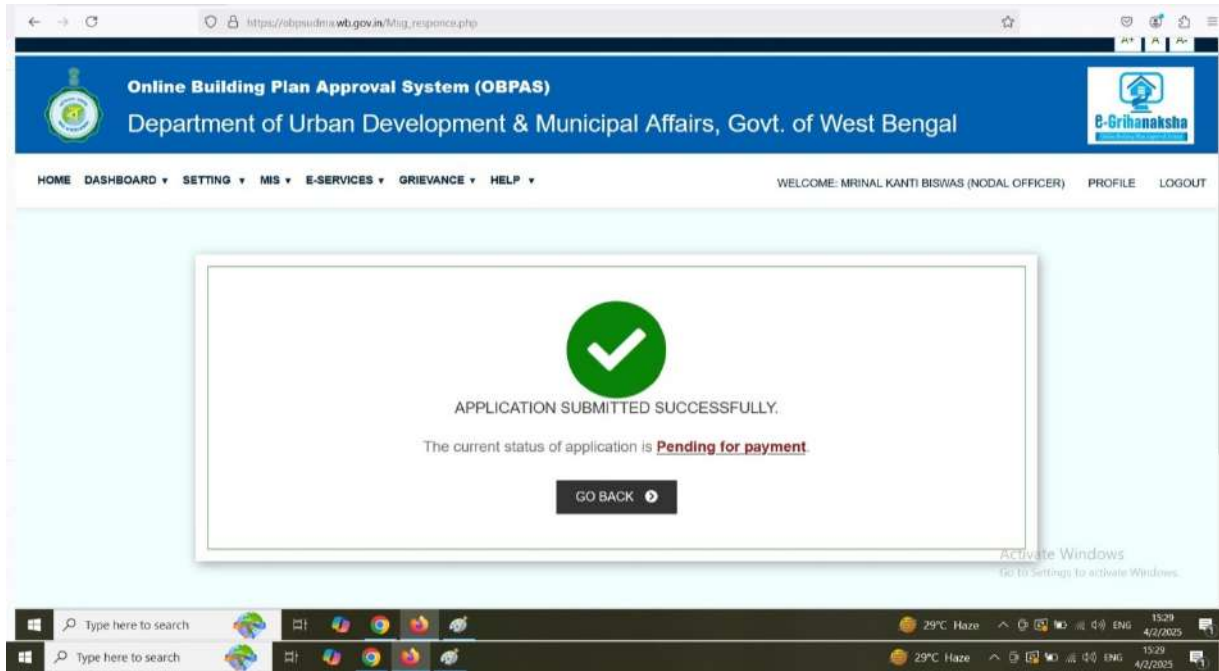 https://obpsudma.wb.gov.in/Msg_responce.php
A+ A A-
Online Building Plan Approval System (OBPAS)
Department of Urban Development & Municipal Affairs, Govt. of West Bengal
e-Grihanaksha
HOME DASHBOARD SETTING MIS E-SERVICES GRIEVANCE HELP WELCOME: MRINAL KANTI BISWAS (NODAL OFFICER) PROFILE LOGOUT
APPLICATION SUBMITTED SUCCESSFULLY.
The current status of application is Pending for payment.
GO BACK
Activate Windows
Go to Settings to activate Windows.
Type here to search 29°C Haze ENG 15:29
4/2/2025
Type here to search 29°C Haze ENG 15:29
4/2/2025